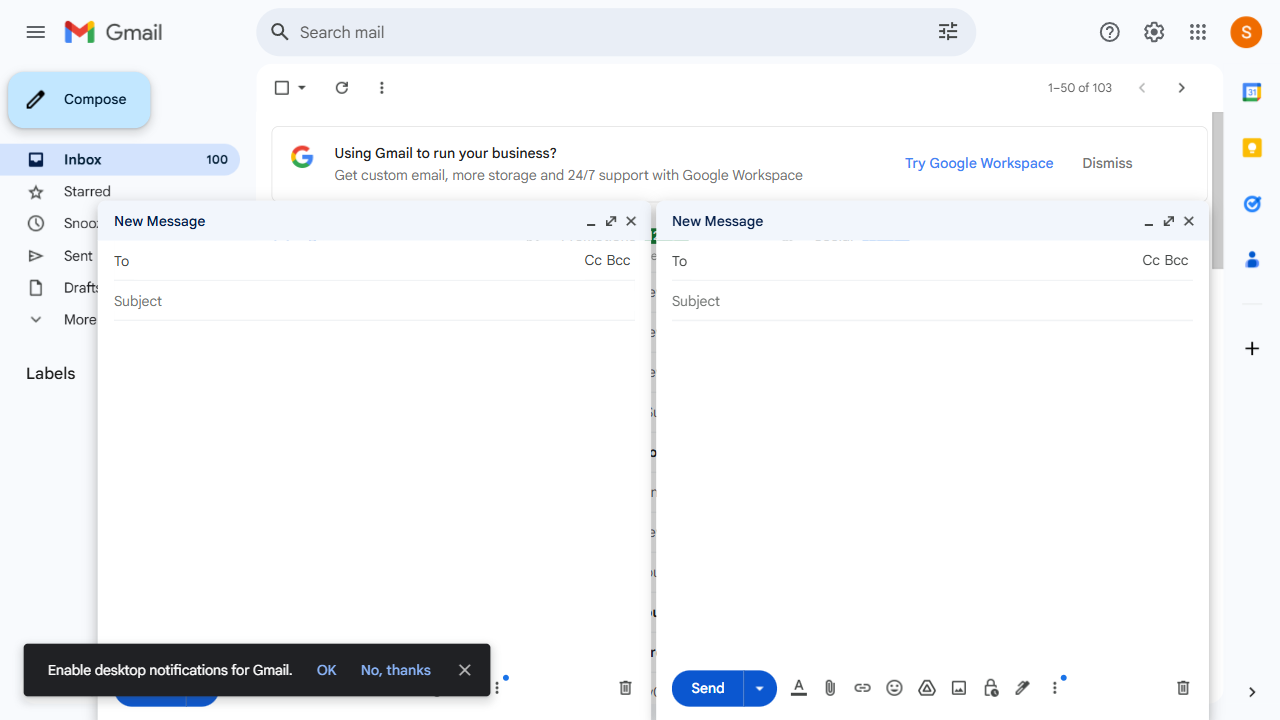 Gmail
Search mail
S
Compose
1–50 of 103
Inbox 100
Using Gmail to run your business?
Get custom email, more storage and 24/7 support with Google Workspace
Try Google Workspace
Dismiss
Starred
Snooz
Sent
Drafts
More
Labels
New Message
To
Cc Bcc
Subject
New Message
To
Cc Bcc
Subject
Enable desktop notifications for Gmail.
OK
No, thanks
Send
31